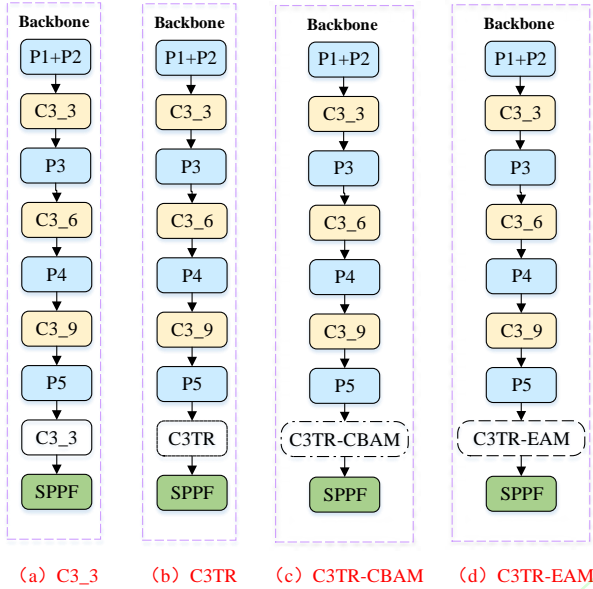 Backbone
P1+P2
C3_3
P3
C3_6
P4
C3_9
P5
C3_3
SPPF
(a) C3_3
Backbone
P1+P2
C3_3
P3
C3_6
P4
C3_9
P5
C3TR
SPPF
(b) C3TR
Backbone
P1+P2
C3_3
P3
C3_6
P4
C3_9
P5
C3TR-CBAM
SPPF
(c) C3TR-CBAM
Backbone
P1+P2
C3_3
P3
C3_6
P4
C3_9
P5
C3TR-EAM
SPPF
(d) C3TR-EAM